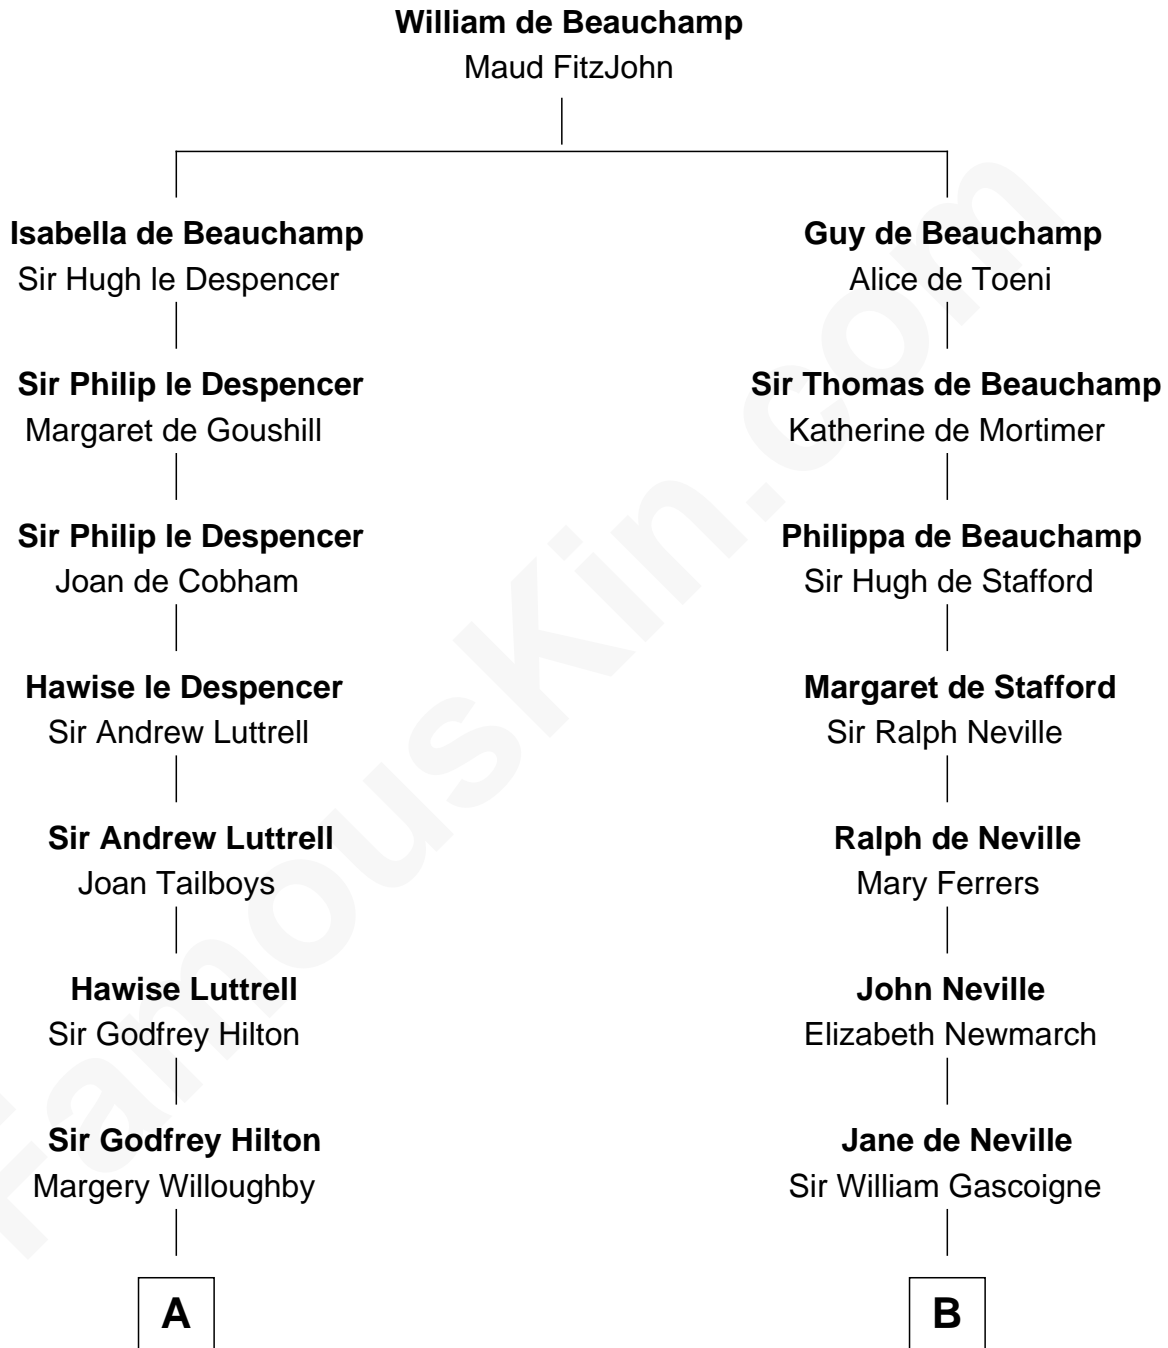 William de Beauchamp
Maud FitzJohn
Isabella de Beauchamp
Sir Hugh le Despencer
Guy de Beauchamp
Alice de Toeni
Sir Philip le Despencer
Margaret de Goushill
Sir Thomas de Beauchamp
Katherine de Mortimer
Sir Philip le Despencer
Joan de Cobham
Philippa de Beauchamp
Sir Hugh de Stafford
Hawise le Despencer
Sir Andrew Luttrell
Margaret de Stafford
Sir Ralph Neville
Sir Andrew Luttrell
Joan Tailboys
Ralph de Neville
Mary Ferrers
Hawise Luttrell
Sir Godfrey Hilton
John Neville
Elizabeth Newmarch
Sir Godfrey Hilton
Margery Willoughby
Jane de Neville
Sir William Gascoigne
A
B
FamousKin.com